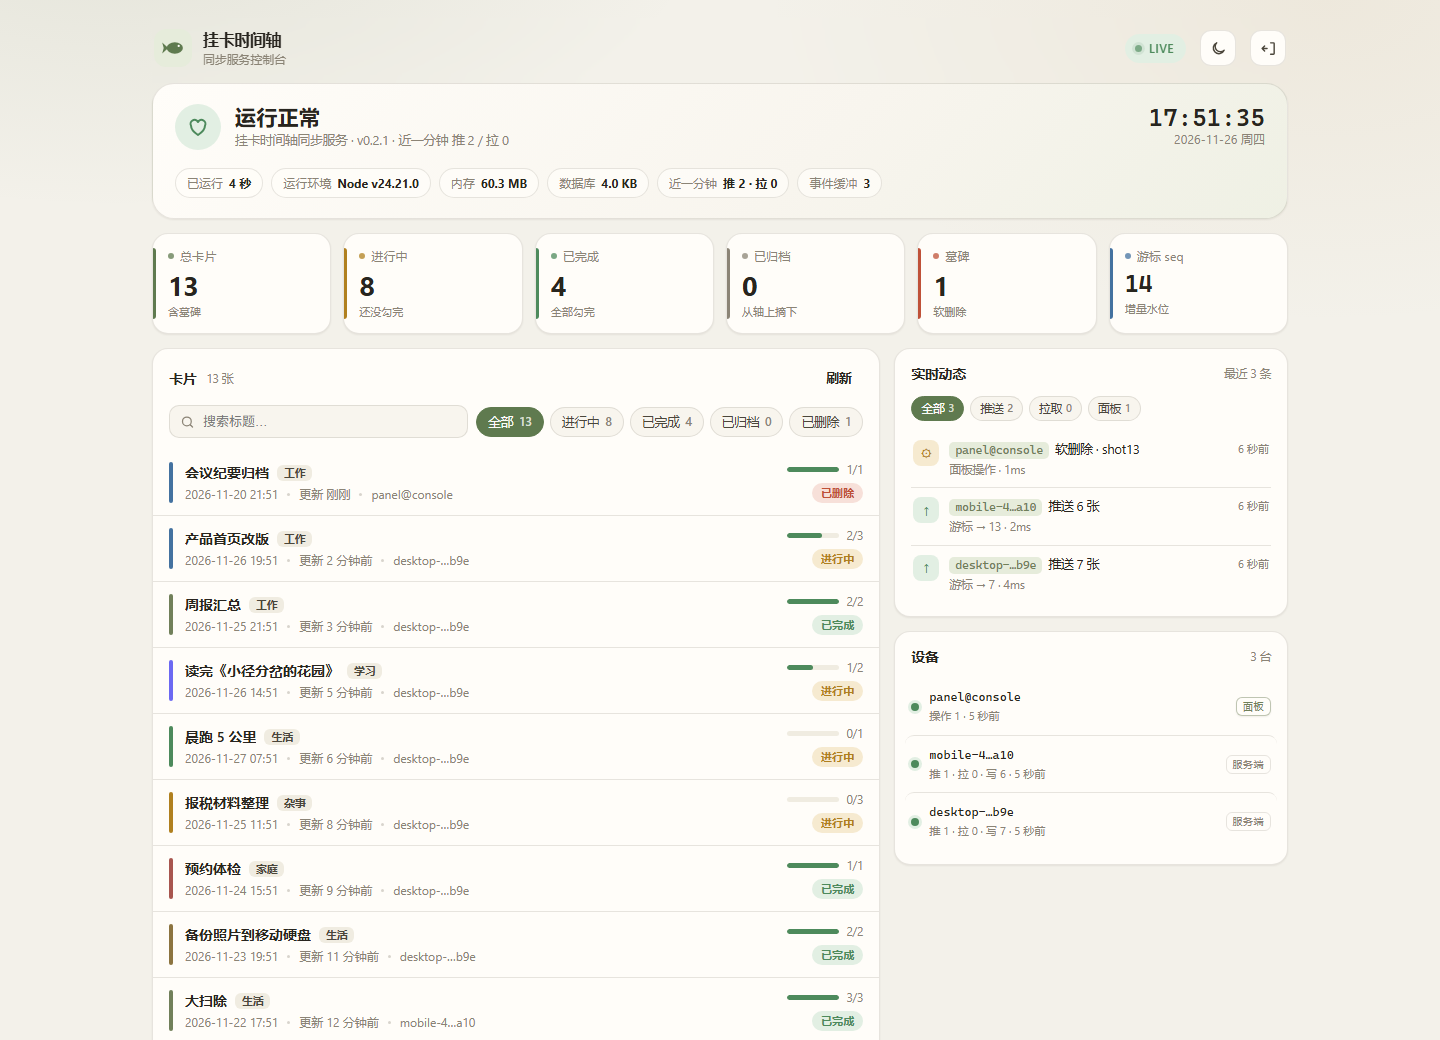 挂卡时间轴
同步服务控制台
LIVE
运行正常
挂卡时间轴同步服务 · v0.2.1 · 近一分钟 推 2 / 拉 0
17:51:35
2026-11-26 周四
已运行 4 秒
运行环境 Node v24.21.0
内存 60.3 MB
数据库 4.0 KB
近一分钟 推 2 · 拉 0
事件缓冲 3
总卡片
13
含墓碑
进行中
8
还没勾完
已完成
4
全部勾完
已归档
0
从轴上摘下
墓碑
1
软删除
游标 seq
14
增量水位
卡片 13 张
刷新
搜索标题…
全部 13
进行中 8
已完成 4
已归档 0
已删除 1
会议纪要归档 工作
1/1
2026-11-20 21:51 · 更新 刚刚 · panel@console
已删除
产品首页改版 工作
2/3
2026-11-26 19:51 · 更新 2 分钟前 · desktop-…b9e
进行中
周报汇总 工作
2/2
2026-11-25 21:51 · 更新 3 分钟前 · desktop-…b9e
已完成
读完《小径分岔的花园》 学习
1/2
2026-11-26 14:51 · 更新 5 分钟前 · desktop-…b9e
进行中
晨跑 5 公里 生活
0/1
2026-11-27 07:51 · 更新 6 分钟前 · desktop-…b9e
进行中
报税材料整理 杂事
0/3
2026-11-25 11:51 · 更新 8 分钟前 · desktop-…b9e
进行中
预约体检 家庭
1/1
2026-11-24 15:51 · 更新 9 分钟前 · desktop-…b9e
已完成
备份照片到移动硬盘 生活
2/2
2026-11-23 19:51 · 更新 11 分钟前 · desktop-…b9e
已完成
大扫除 生活
3/3
2026-11-22 17:51 · 更新 12 分钟前 · mobile-4…a10
已完成
实时动态
最近 3 条
全部 3
推送 2
拉取 0
面板 1
panel@console 软删除 · shot13
6 秒前
面板操作 · 1ms
↑ mobile-4…a10 推送 6 张
6 秒前
游标 → 13 · 2ms
↑ desktop-…b9e 推送 7 张
6 秒前
游标 → 7 · 4ms
设备
3 台
panel@console
操作 1 · 5 秒前
面板
mobile-4…a10
推 1 · 拉 0 · 写 6 · 5 秒前
服务端
desktop-…b9e
推 1 · 拉 0 · 写 7 · 5 秒前
服务端